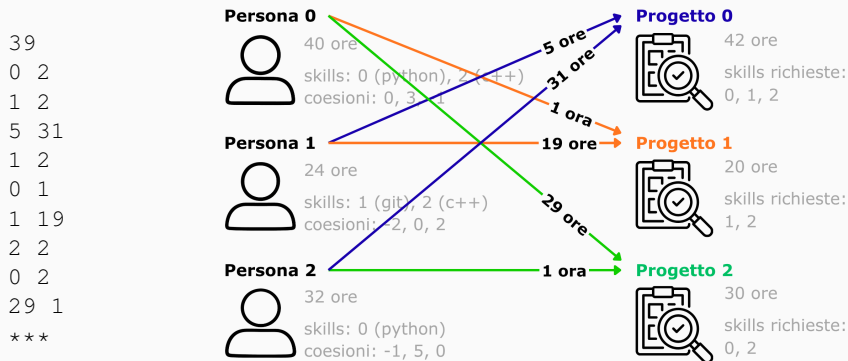 39
0 2
1 2
5 31
1 2
0 1
1 19
2 2
0 2
29 1
***
Persona 0
40 ore
skills: 0 (python), 2 (c++)
coesioni: 0, 3, -1
Persona 1
24 ore
skills: 1 (git), 2 (c++)
coesioni: -2, 0, 2
Persona 2
32 ore
skills: 0 (python)
coesioni: -1, 5, 0
5 ore
31 ore
1 ora
19 ore
29 ore
1 ora
Progetto 0
42 ore
skills richieste:
0, 1, 2
Progetto 1
20 ore
skills richieste:
1, 2
Progetto 2
30 ore
skills richieste:
0, 2